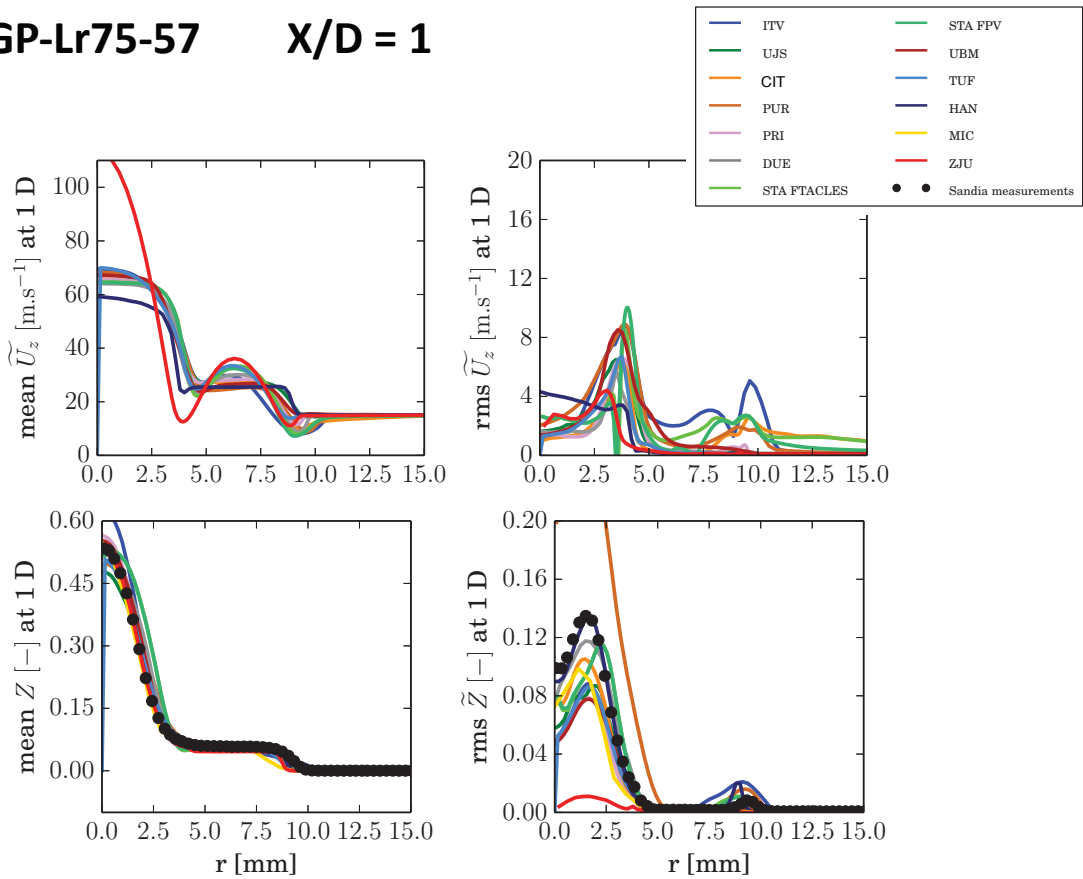 GP-Lr75-57 X/D = 1
ITV STA FPV
UJS UBM
CIT TUF
PUR HAN
PRI MIC
DUE ZJU
STA FTACLES Sandia measurements
mean Ũz [m.s⁻¹] at 1 D
100
80
60
40
20
0
0.0 2.5 5.0 7.5 10.0 12.5 15.0
rms Ũz [m.s⁻¹] at 1 D
20
16
12
8
4
0
0.0 2.5 5.0 7.5 10.0 12.5 15.0
mean Z [−] at 1 D
0.60
0.45
0.30
0.15
0.00
0.0 2.5 5.0 7.5 10.0 12.5 15.0
r [mm]
rms Z̃ [−] at 1 D
0.20
0.16
0.12
0.08
0.04
0.00
0.0 2.5 5.0 7.5 10.0 12.5 15.0
r [mm]